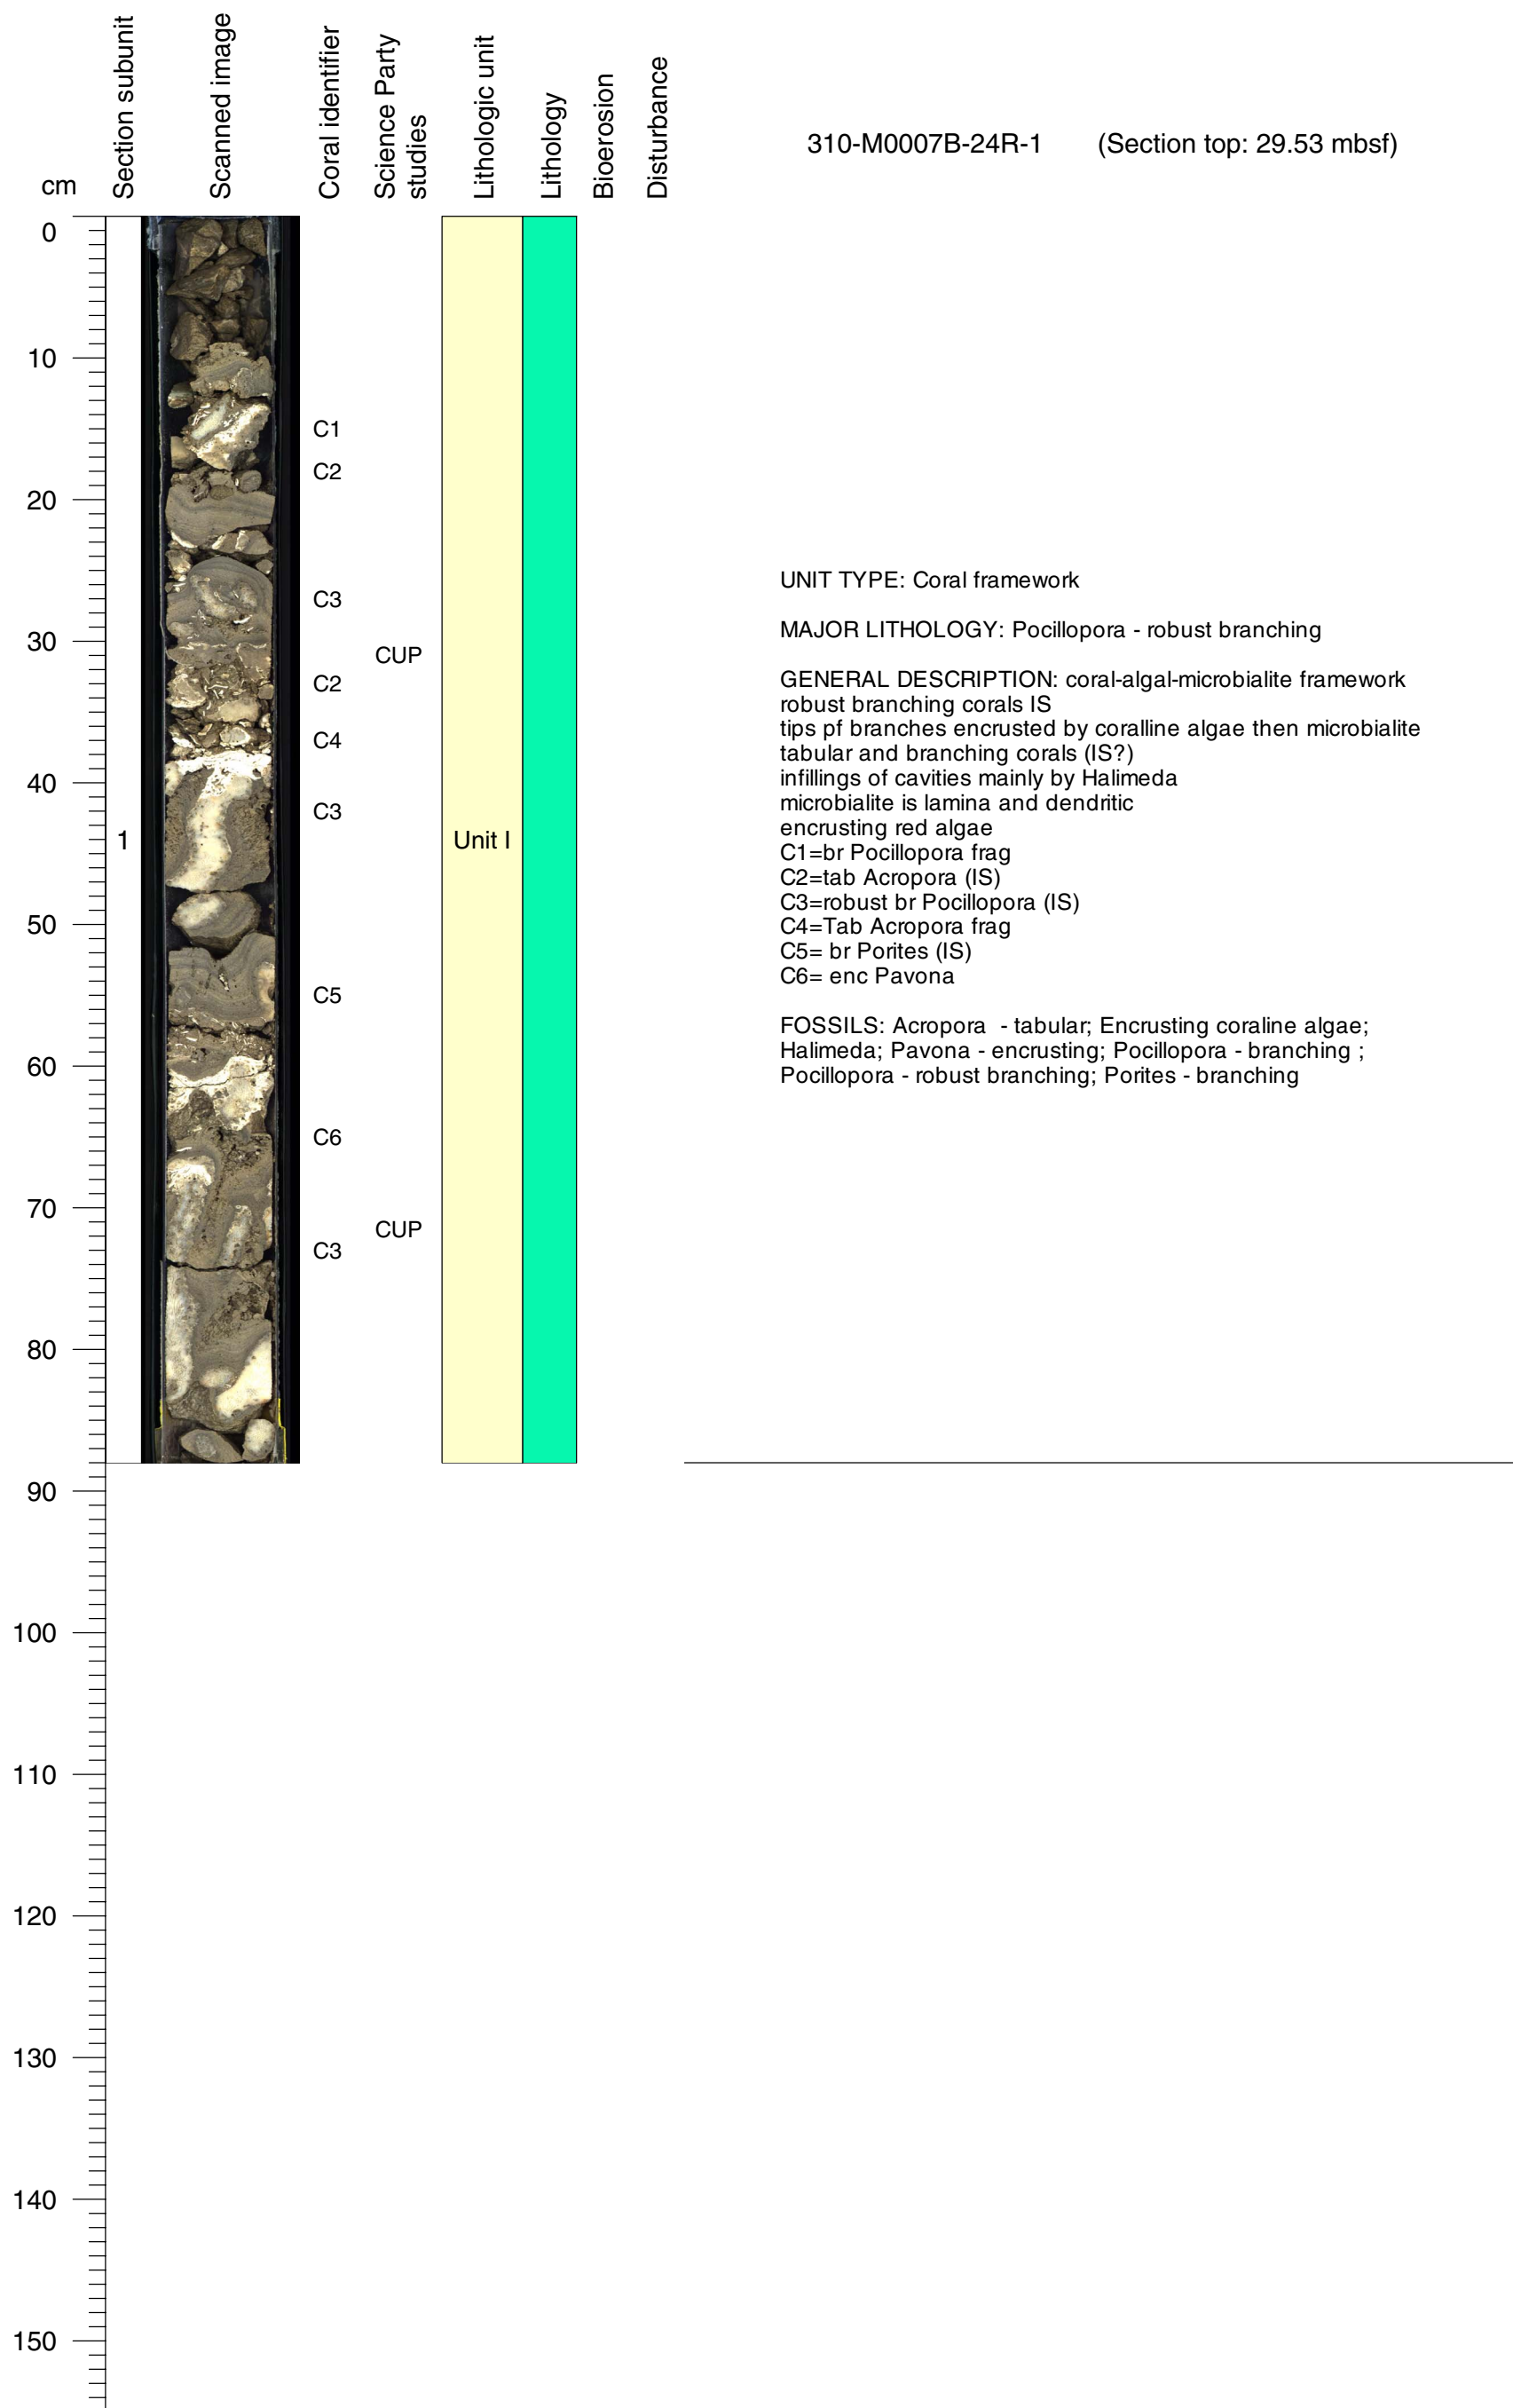 cm
Section subunit
Scanned image
Coral identifier
Science Party
studies
Lithologic unit
Lithology
Bioerosion
Disturbance
310-M0007B-24R-1 (Section top: 29.53 mbsf)
0
10
20
30
40
50
60
70
80
90
100
110
120
130
140
150
1
C1
C2
C3
C2
C4
C3
C5
C6
C3
CUP
CUP
Unit I
UNIT TYPE: Coral framework
MAJOR LITHOLOGY: Pocillopora - robust branching
GENERAL DESCRIPTION: coral-algal-microbialite framework
robust branching corals IS
tips pf branches encrusted by coralline algae then microbialite
tabular and branching corals (IS?)
infillings of cavities mainly by Halimeda
microbialite is lamina and dendritic
encrusting red algae
C1=br Pocillopora frag
C2=tab Acropora (IS)
C3=robust br Pocillopora (IS)
C4=Tab Acropora frag
C5= br Porites (IS)
C6= enc Pavona
FOSSILS: Acropora - tabular; Encrusting coraline algae;
Halimeda; Pavona - encrusting; Pocillopora - branching ;
Pocillopora - robust branching; Porites - branching